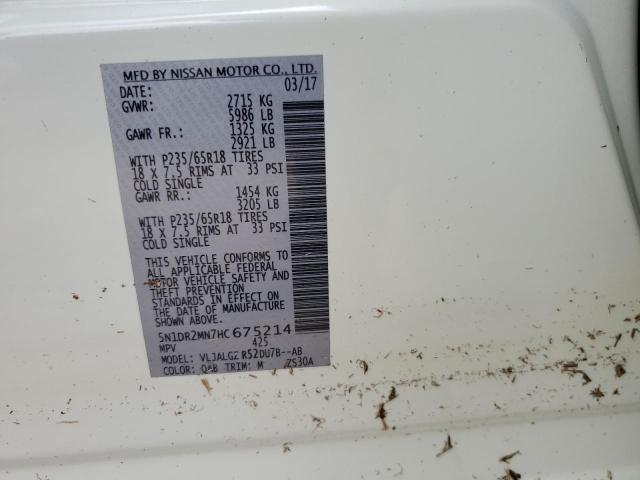 MFD BY NISSAN MOTOR CO., LTD.
DATE: 03/17
GVWR: 2715 KG
5986 LB
GAWR FR.: 1325 KG
2921 LB
WITH P235/65R18 TIRES
18 X 7.5 RIMS AT 33 PSI
COLD SINGLE
GAWR RR.: 1454 KG
3205 LB
WITH P235/65R18 TIRES
18 X 7.5 RIMS AT 33 PSI
COLD SINGLE
THIS VEHICLE CONFORMS TO
ALL APPLICABLE FEDERAL
MOTOR VEHICLE SAFETY AND
THEFT PREVENTION
STANDARDS IN EFFECT ON
THE DATE OF MANUFACTURE
SHOWN ABOVE.
5N1DR2MN7HC675214
MPV 425
MODEL: VLJALGZ R52DU7B--AB
COLOR: QAB TRIM: M ZS30A